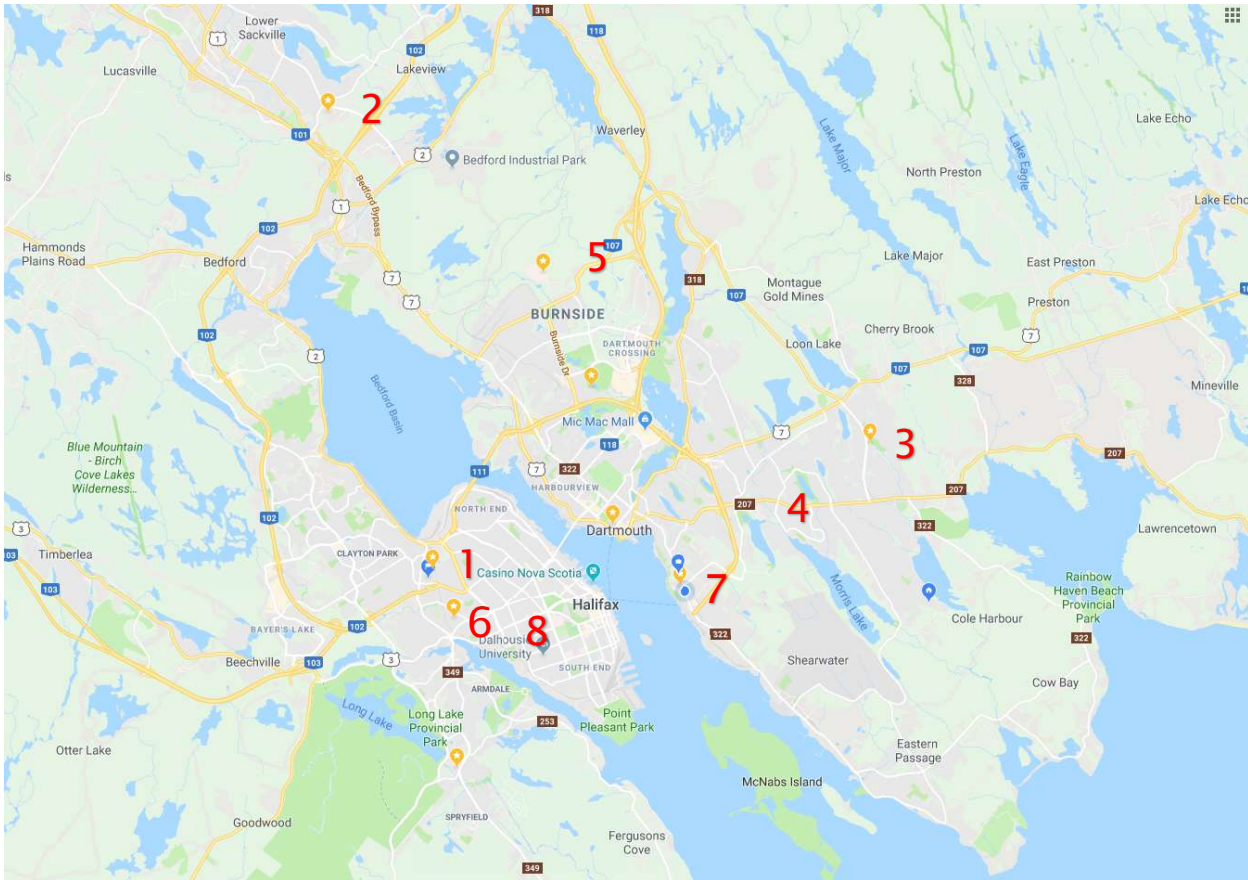 318
Lower
Sackville
118
1
102
Lucasville
Lakeview
2
Lake Echo
Waverley
101
2
Bedford Industrial Park
Lake Major
Lake Eagle
North Preston
1
Bedford Bypass
Lake Echo
102
Hammonds
Plains Road
Bedford
5
107
Lake Major
East Preston
7
318
Montague
Gold Mines
107
Preston
107
7
BURNSIDE
Cherry Brook
7
102
Burnside Dr
DARTMOUTH
CROSSING
Loon Lake
107
2
107
328
Mineville
Bedford Basin
Mic Mac Mall
7
3
118
Blue Mountain
- Birch
Cove Lakes
Wilderness...
111
7
322
207
HARBOURVIEW
207
207
4
NORTH END
102
Dartmouth
322
3
Lawrencetown
103
Timberlea
CLAYTON PARK
1
Casino Nova Scotia
7
103
Morris Lake
Rainbow
Haven Beach
Provincial
Park
Halifax
6
8
Cole Harbour
BAYER'S LAKE
102
322
322
Dalhousie
University
Beechville
103
3
349
SOUTH END
Shearwater
ARMDALE
Cow Bay
Long Lake
Long Lake
Provincial
Park
253
Point
Pleasant Park
Otter Lake
Eastern
Passage
McNabs Island
SPRYFIELD
Goodwood
Fergusons
Cove
349